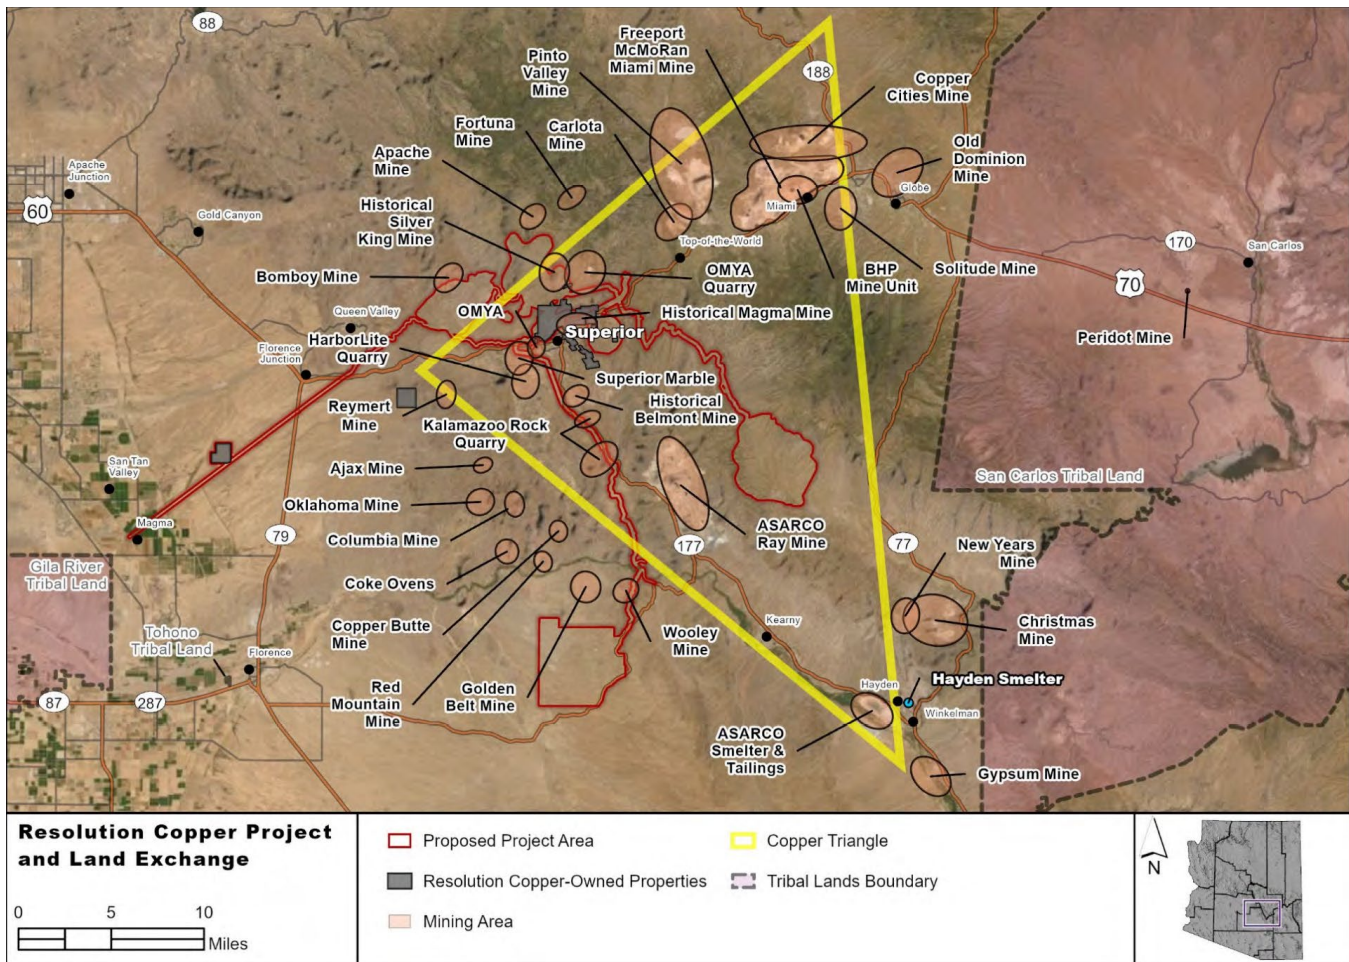 88
Freeport
McMoRan
Miami Mine
Pinto
Valley
Mine
188
Copper
Cities Mine
Fortuna
Mine
Carlota
Mine
Old
Dominion
Mine
Apache
Mine
Apache
Junction
60
Gold Canyon
Historical
Silver
King Mine
Miami
Globe
Top-of-the-World
170
San Carlos
Bomboy Mine
OMYA
Quarry
BHP
Mine Unit
Solitude Mine
70
Queen Valley
OMYA
Historical Magma Mine
Superior
HarborLite
Quarry
Peridot Mine
Florence
Junction
Superior Marble
Reymert
Mine
Historical
Belmont Mine
Kalamazoo Rock
Quarry
San Tan
Valley
Ajax Mine
San Carlos Tribal Land
Oklahoma Mine
Magma
79
Columbia Mine
ASARCO
Ray Mine
177
77
New Years
Mine
Gila River
Tribal Land
Coke Ovens
Copper Butte
Mine
Kearny
Christmas
Mine
Tohono
Tribal Land
Florence
Wooley
Mine
Red
Mountain
Mine
Golden
Belt Mine
Hayden
Hayden Smelter
87
287
Winkelman
ASARCO
Smelter &
Tailings
Gypsum Mine
Resolution Copper Project
and Land Exchange
0 5 10
Miles
Proposed Project Area
Resolution Copper-Owned Properties
Mining Area
Copper Triangle
Tribal Lands Boundary
N